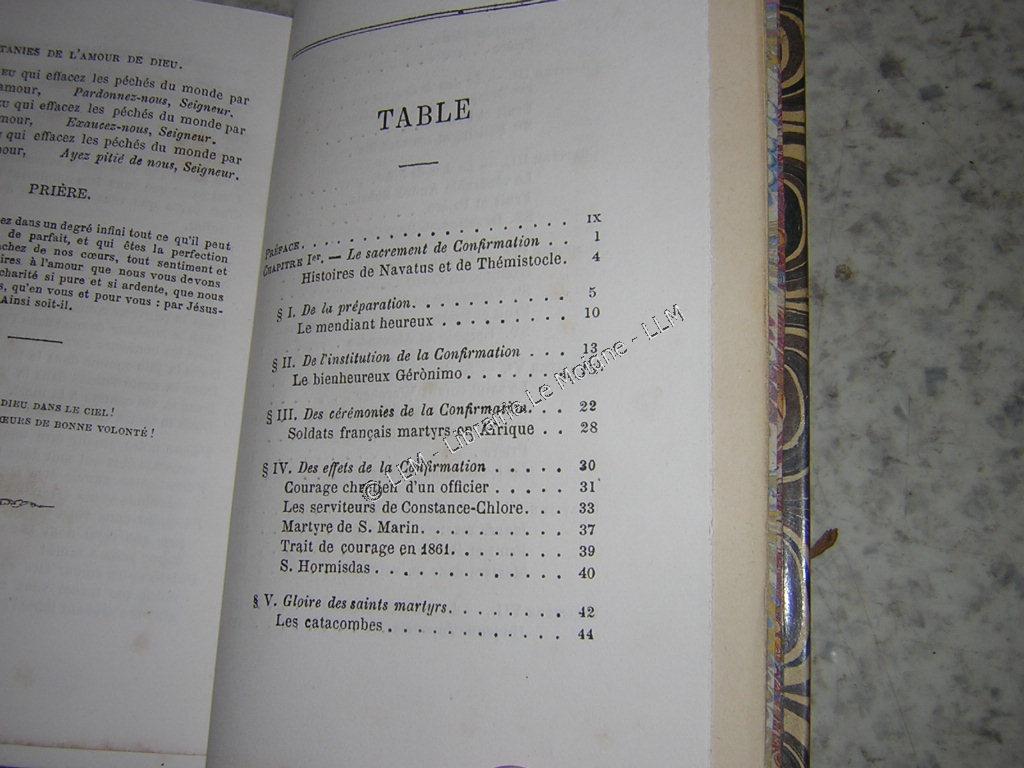 TANIES DE L'AMOUR DE DIEU.
EU qui effacez les péchés du monde par
amour, Pardonnez-nous, Seigneur.
EU qui effacez les péchés du monde par
mour, Exaucez-nous, Seigneur.
qui effacez les péchés du monde par
our, Ayez pitié de nous, Seigneur.
PRIÈRE.
ez dans un degré infini tout ce qu'il peut
de parfait, et qui êtes la perfection
achez de nos cœurs, tout sentiment et
ires à l'amour que nous vous devons
charité si pure et si ardente, que nous
s, qu'en vous et pour vous : par Jésus-
Ainsi soit-il.
DIEU DANS LE CIEL!
ŒURS DE BONNE VOLONTÉ!
TABLE
PRÉFACE. . . . . . . . . . . . . . . . . IX
CHAPITRE Ier. — Le sacrement de Confirmation . . 1
Histoires de Navatus et de Thémistocle. 4
§ I. De la préparation. . . . . . . . . . 5
Le mendiant heureux . . . . . . . . . 10
§ II. De l'institution de la Confirmation . . . 13
Le bienheureux Gérònimo . . . . . . .
§ III. Des cérémonies de la Confirmation. . . 22
Soldats français martyrs en Afrique . . 28
§ IV. Des effets de la Confirmation . . . . . 30
Courage chrétien d'un officier . . . . . 31
Les serviteurs de Constance-Chlore. . . 33
Martyre de S. Marin. . . . . . . . . . 37
Trait de courage en 1861. . . . . . . . 39
S. Hormisdas . . . . . . . . . . . . . 40
§ V. Gloire des saints martyrs. . . . . . . . 42
Les catacombes . . . . . . . . . . . . 44
© LLM - Librairie Le Moigne - LLM